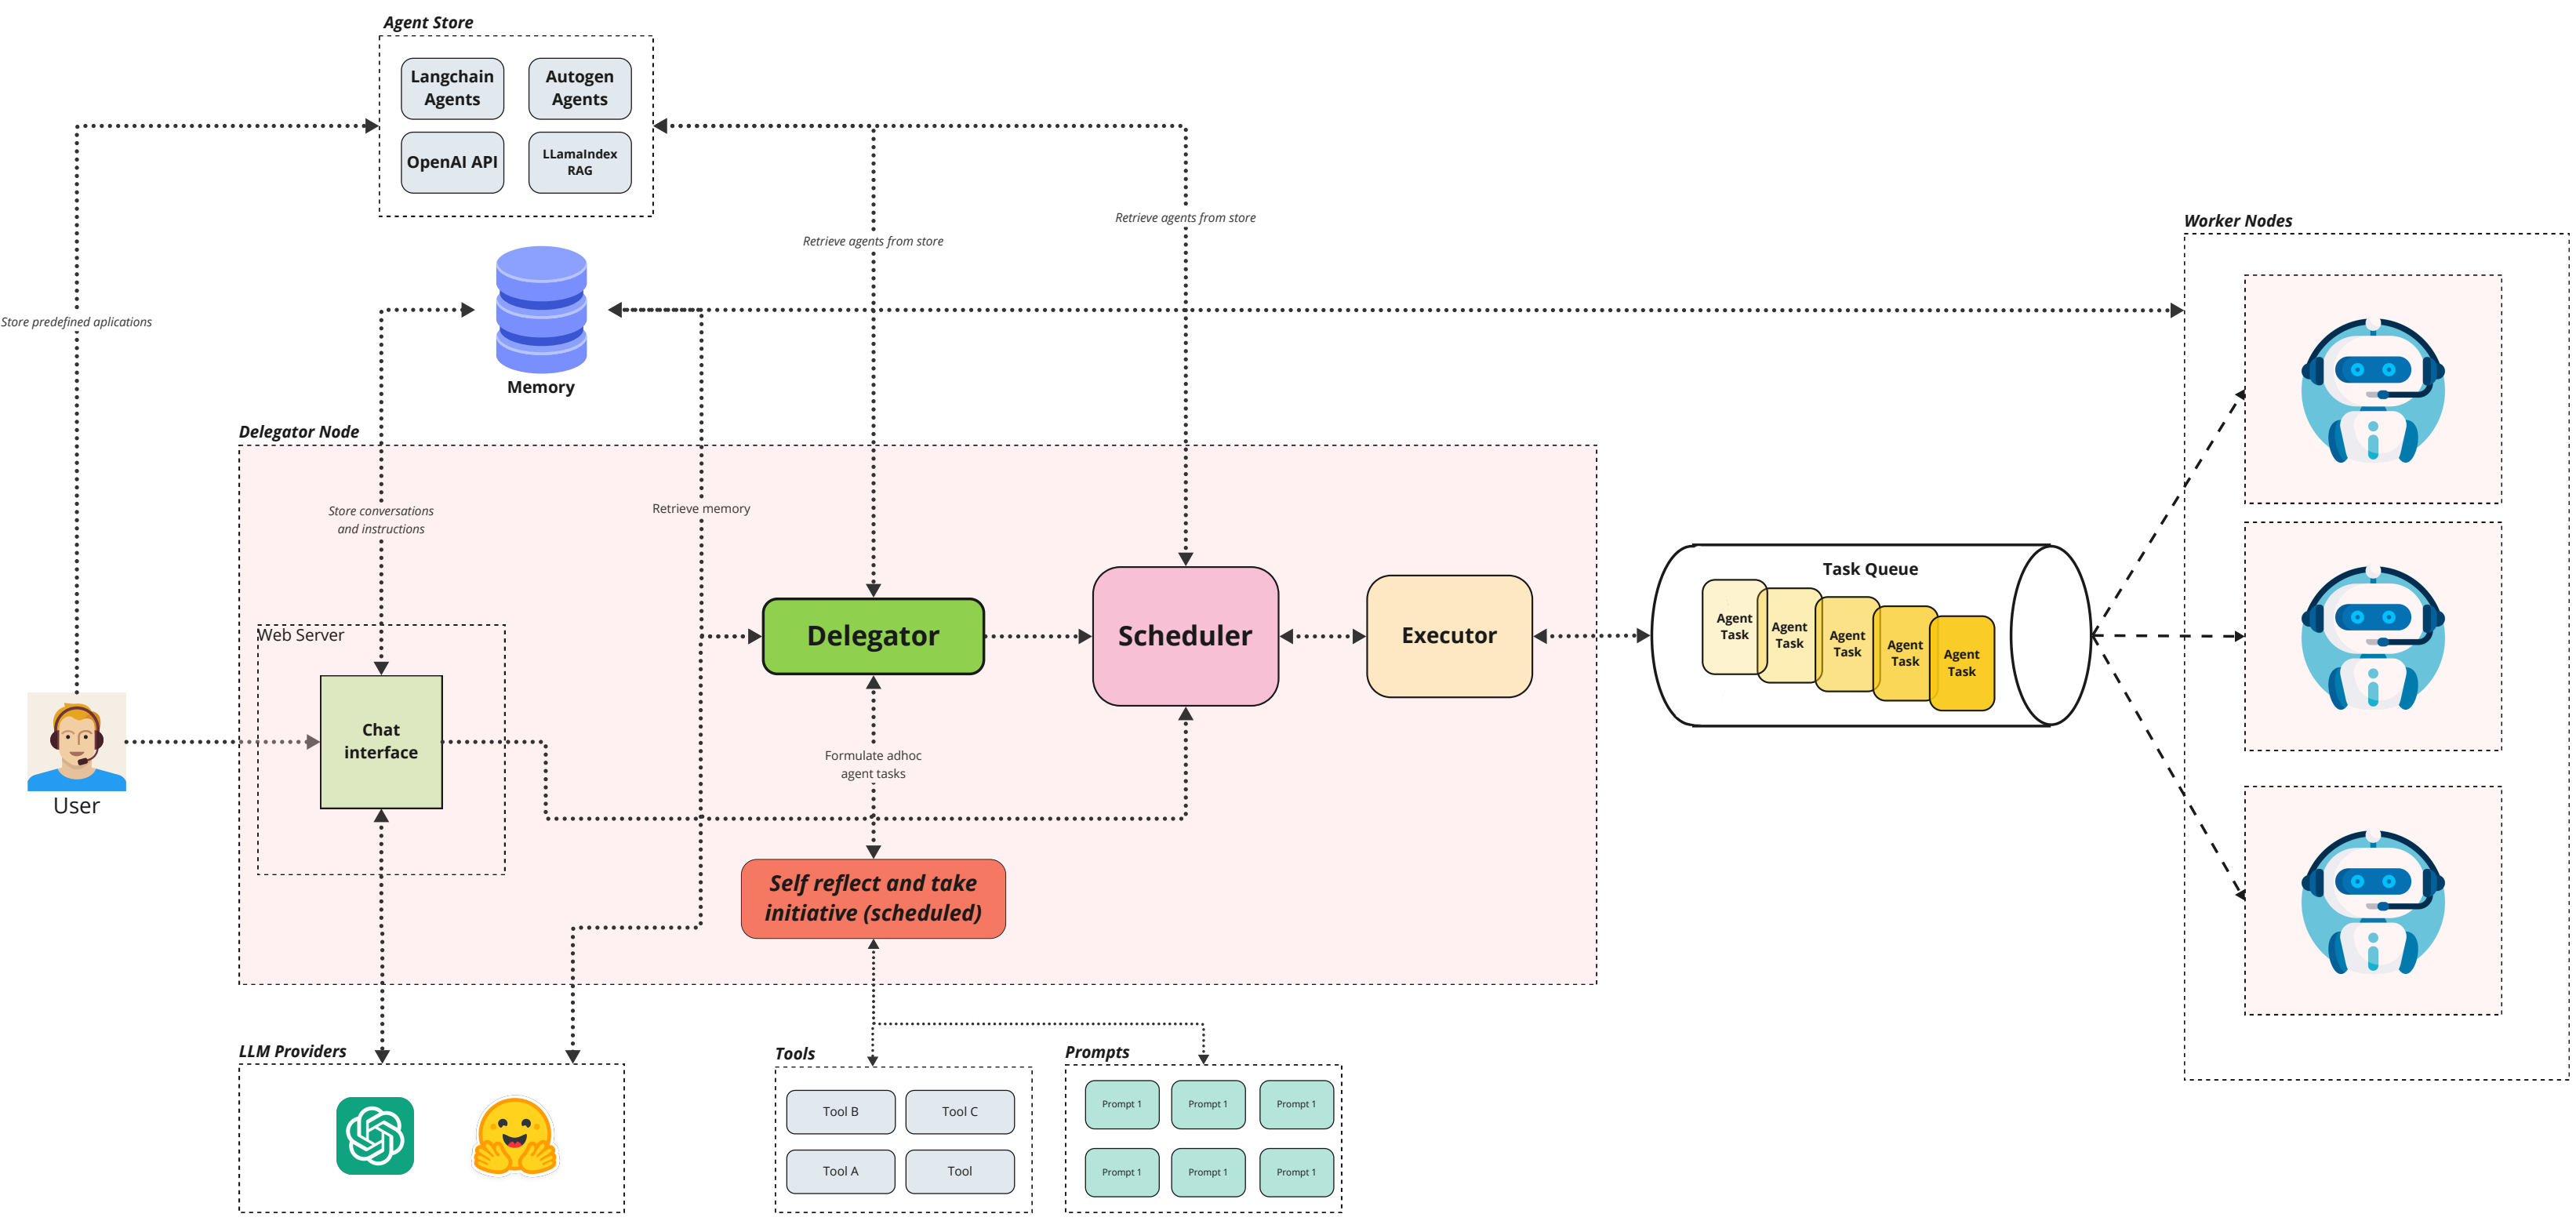 Agent Store
Langchain
Agents
Autogen
Agents
OpenAI API
LLamaIndex
RAG
Retrieve agents from store
Retrieve agents from store
Worker Nodes
Store predefined aplications
Memory
Delegator Node
Store conversations
and instructions
Retrieve memory
Web Server
Chat
interface
User
Delegator
Scheduler
Executor
Task Queue
Agent
Task
Agent
Task
Agent
Task
Agent
Task
Agent
Task
Formulate adhoc
agent tasks
Self reflect and take
initiative (scheduled)
LLM Providers
Tools
Tool B
Tool C
Tool A
Tool
Prompts
Prompt 1
Prompt 1
Prompt 1
Prompt 1
Prompt 1
Prompt 1